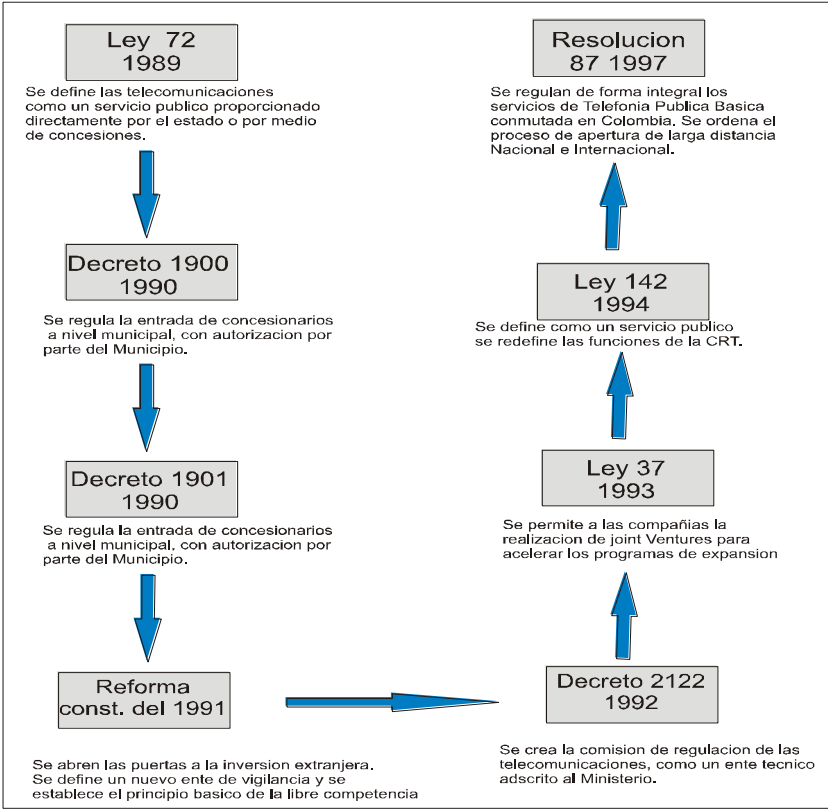 Ley 72
1989
Se define las telecomunicaciones
como un servicio publico proporcionado
directamente por el estado o por medio
de concesiones.
Decreto 1900
1990
Se regula la entrada de concesionarios
a nivel municipal, con autorizacion por
parte del Municipio.
Decreto 1901
1990
Se regula la entrada de concesionarios
a nivel municipal, con autorizacion por
parte del Municipio.
Reforma
const. del 1991
Se abren las puertas a la inversion extranjera.
Se define un nuevo ente de vigilancia y se
establece el principio basico de la libre competencia
Decreto 2122
1992
Se crea la comision de regulacion de las
telecomunicaciones, como un ente tecnico
adscrito al Ministerio.
Ley 37
1993
Se permite a las compañias la
realizacion de joint Ventures para
acelerar los programas de expansion
Ley 142
1994
Se define como un servicio publico
se redefine las funciones de la CRT.
Resolucion
87 1997
Se regulan de forma integral los
servicios de Telefonia Publica Basica
conmutada en Colombia. Se ordena el
proceso de apertura de larga distancia
Nacional e Internacional.